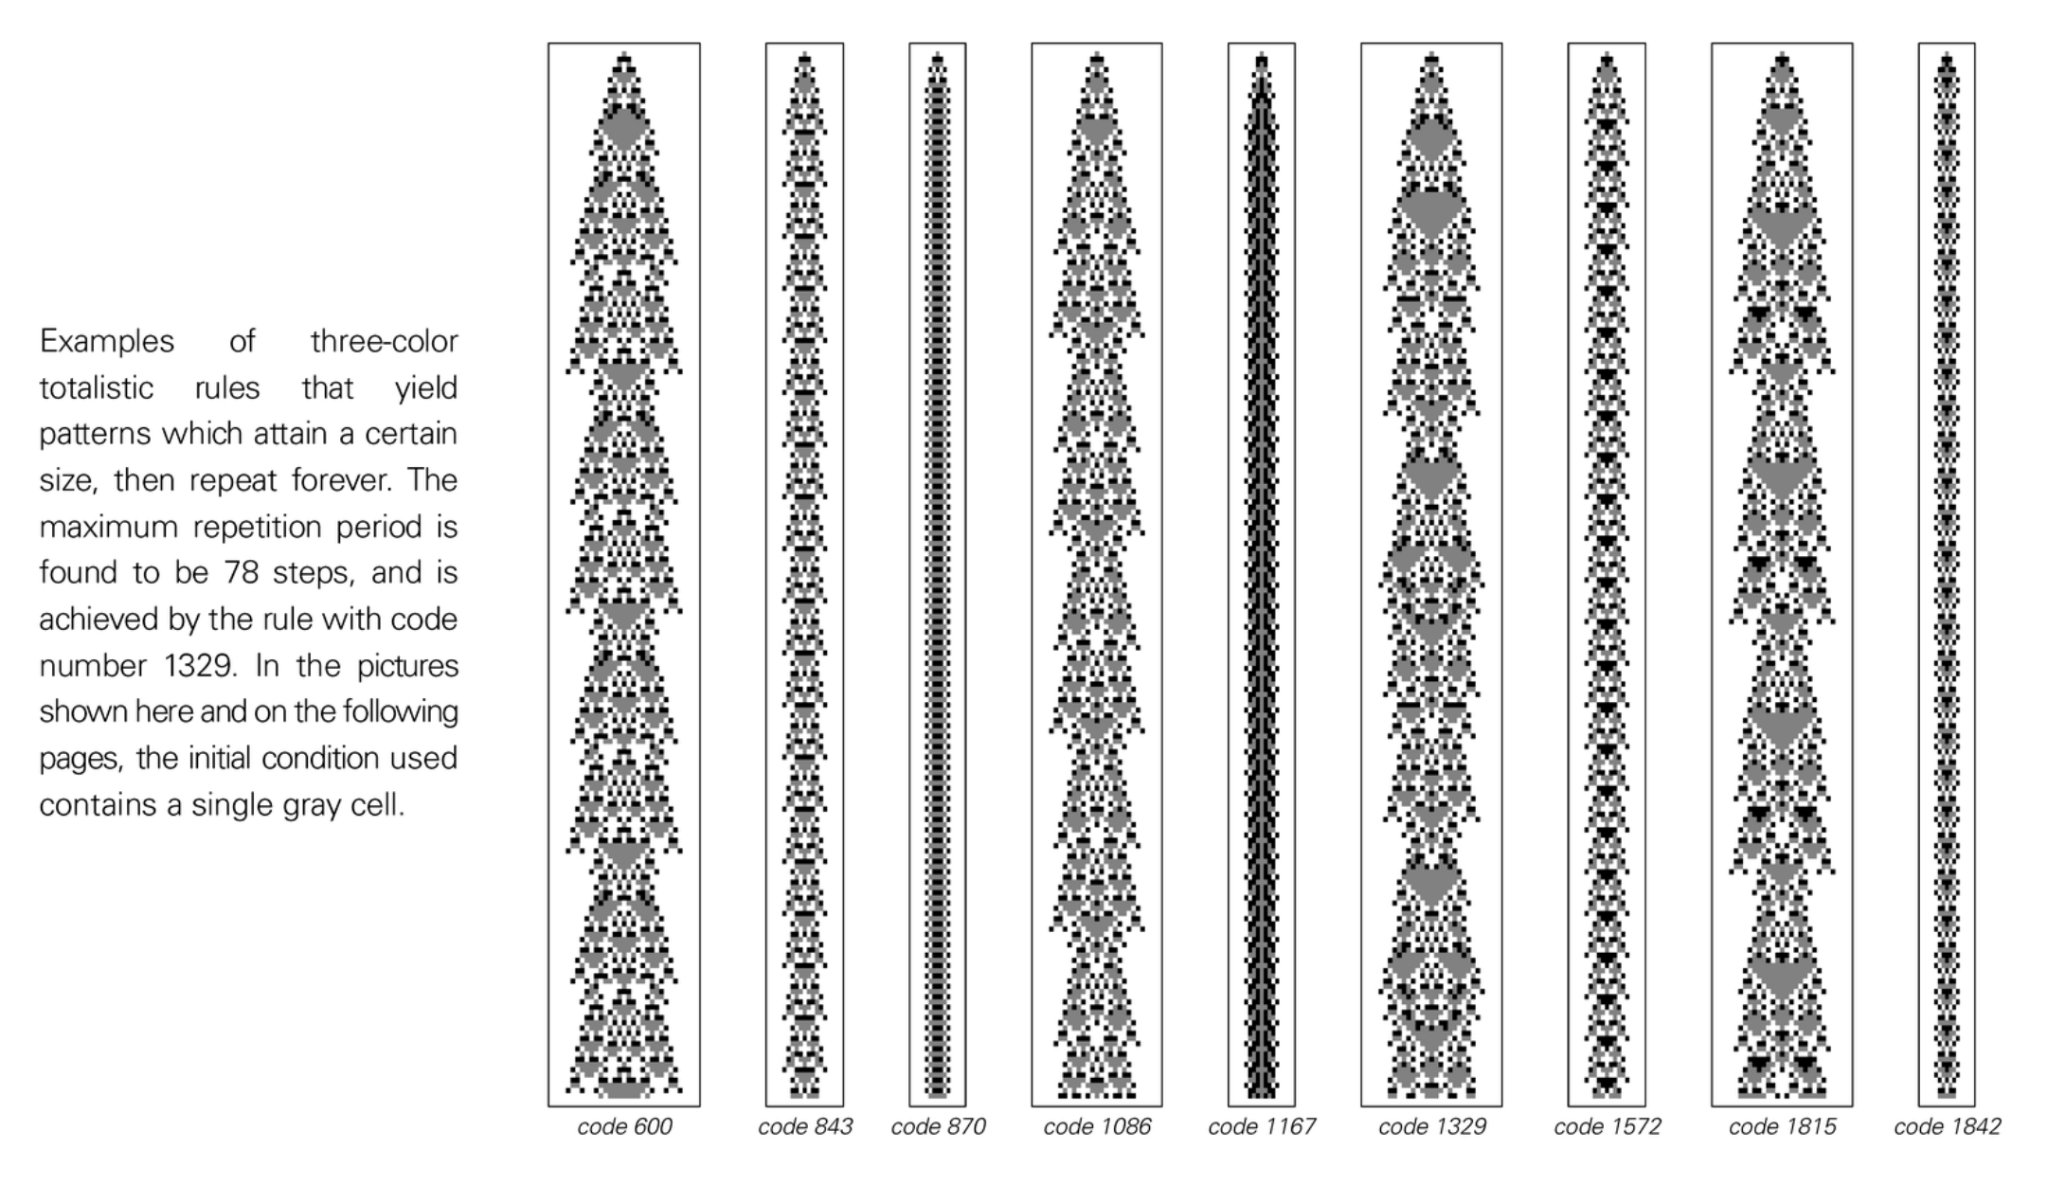 Examples of three-color
totalistic rules that yield
patterns which attain a certain
size, then repeat forever. The
maximum repetition period is
found to be 78 steps, and is
achieved by the rule with code
number 1329. In the pictures
shown here and on the following
pages, the initial condition used
contains a single gray cell.
code 600
code 843
code 870
code 1086
code 1167
code 1329
code 1572
code 1815
code 1842